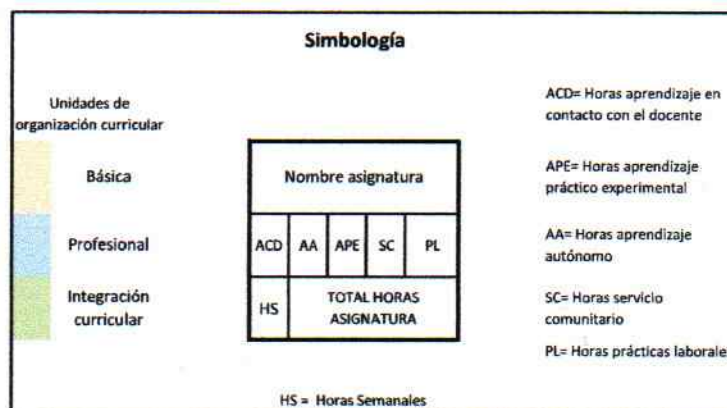 Simbología
Unidades de
organización curricular
Básica
Profesional
Integración
curricular
Nombre asignatura
ACD AA APE SC PL
HS TOTAL HORAS
ASIGNATURA
ACD= Horas aprendizaje en
contacto con el docente
APE= Horas aprendizaje
práctico experimental
AA= Horas aprendizaje
autónomo
SC= Horas servicio
comunitario
PL= Horas prácticas laborale
HS = Horas Semanales